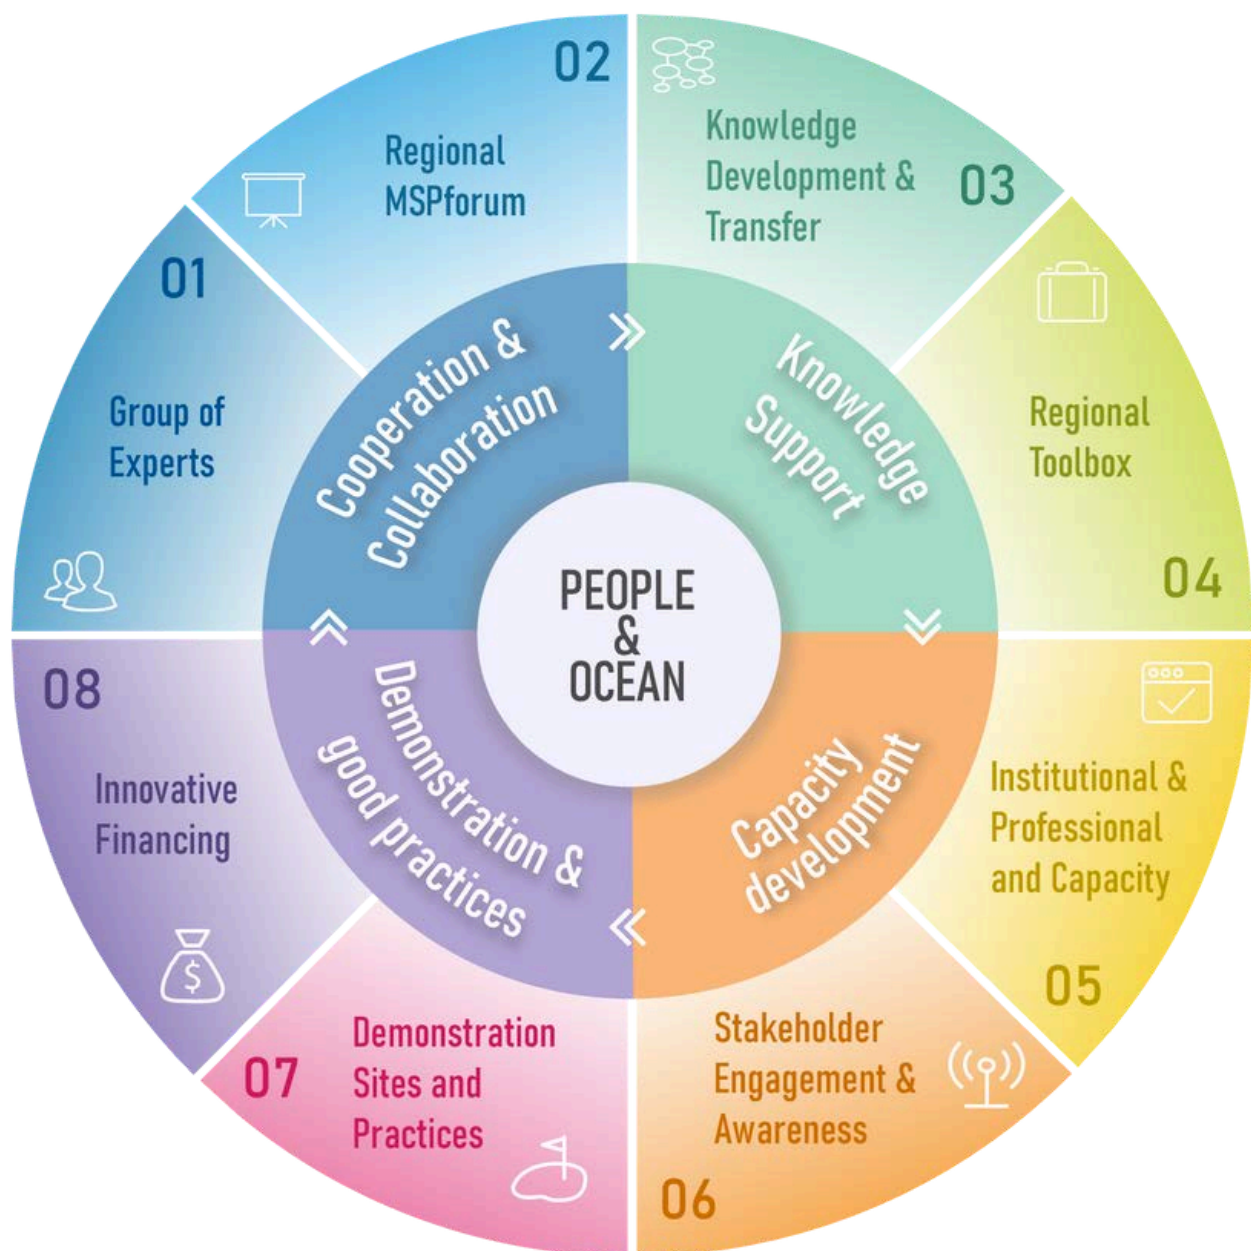 01
Group of
Experts
02
Regional
MSPforum
03
Knowledge
Development &
Transfer
04
Regional
Toolbox
05
Institutional &
Professional
and Capacity
06
Stakeholder
Engagement &
Awareness
07
Demonstration
Sites and
Practices
08
Innovative
Financing
$
Cooperation &
Collaboration
Knowledge
Support
Capacity
development
Demonstration &
good practices
PEOPLE
&
OCEAN